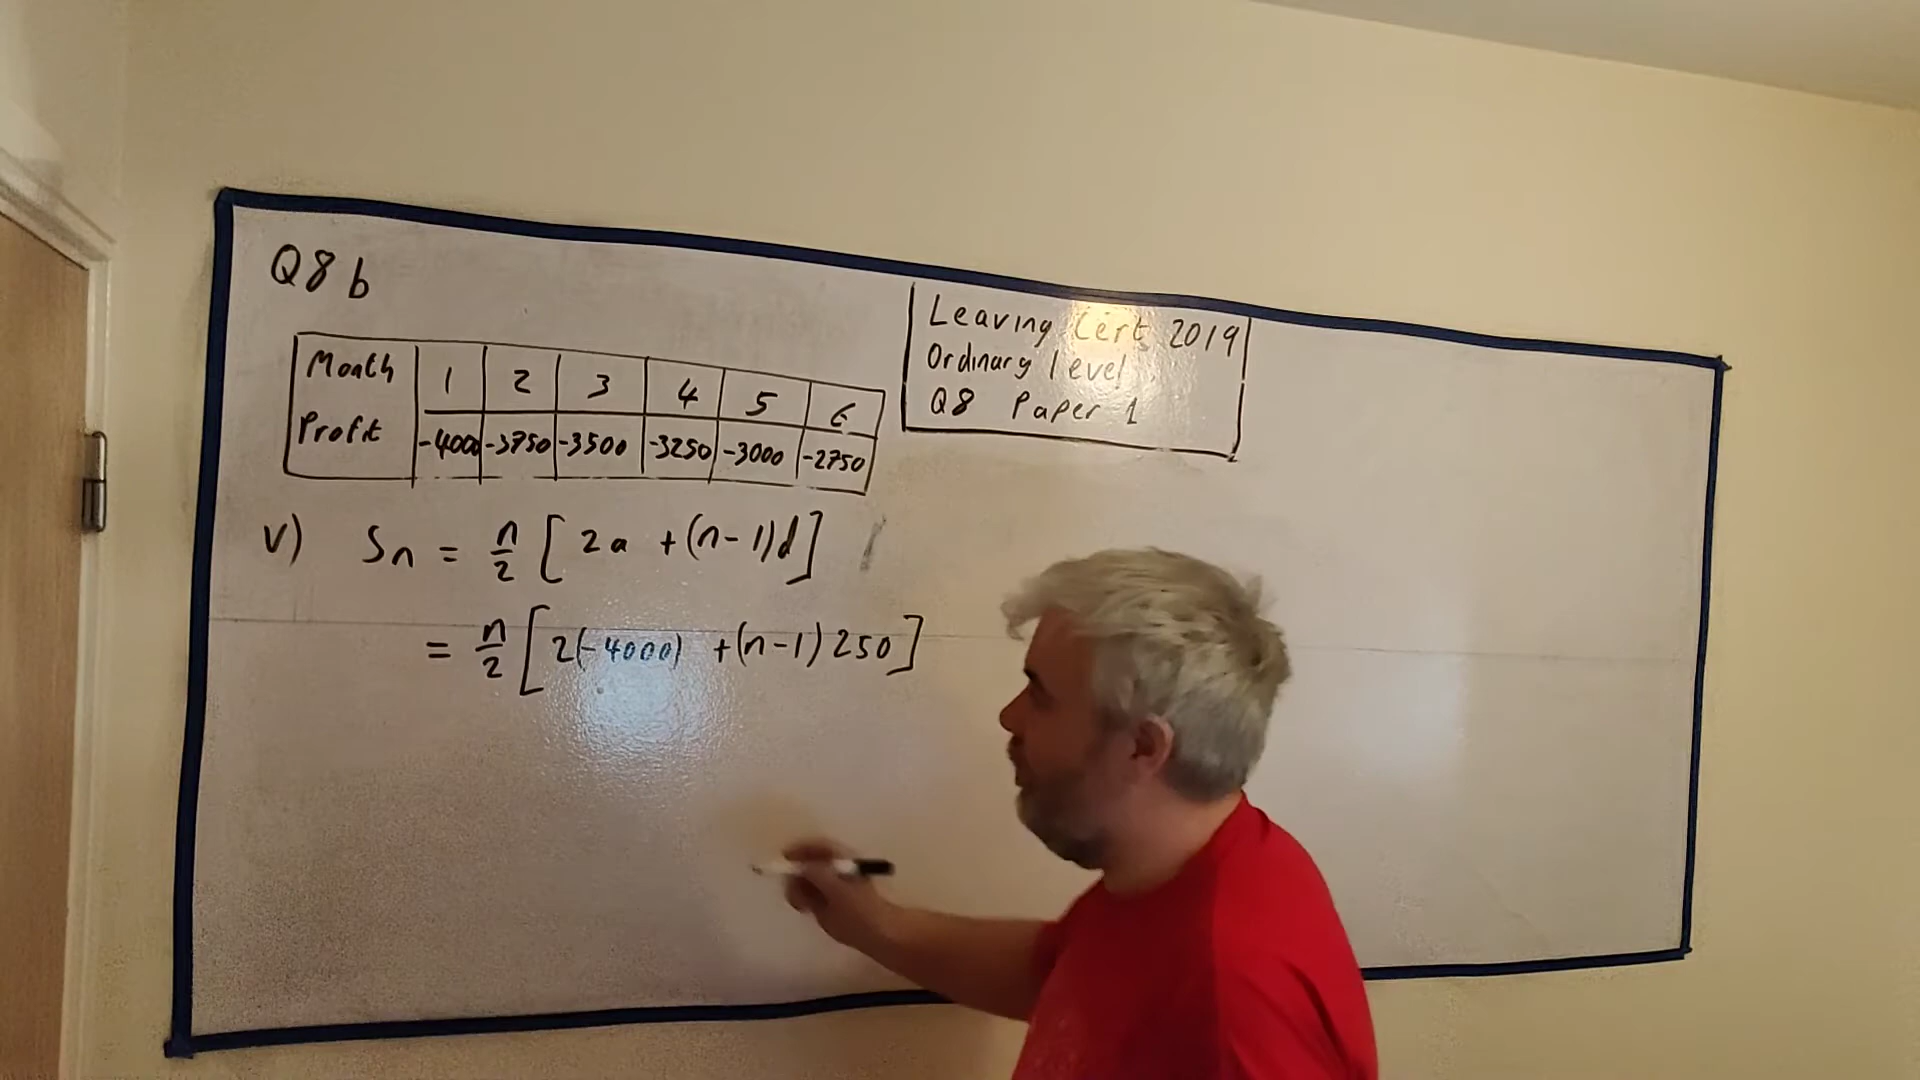 Q8 b
Leaving Cert 2019
Ordinary level
Q8 Paper 1
Month 1 2 3 4 5 6
Profit -4000 -3750 -3500 -3250 -3000 -2750
v) Sn = n/2 [2a + (n-1)d]
= n/2 [2(-4000) + (n-1)250]